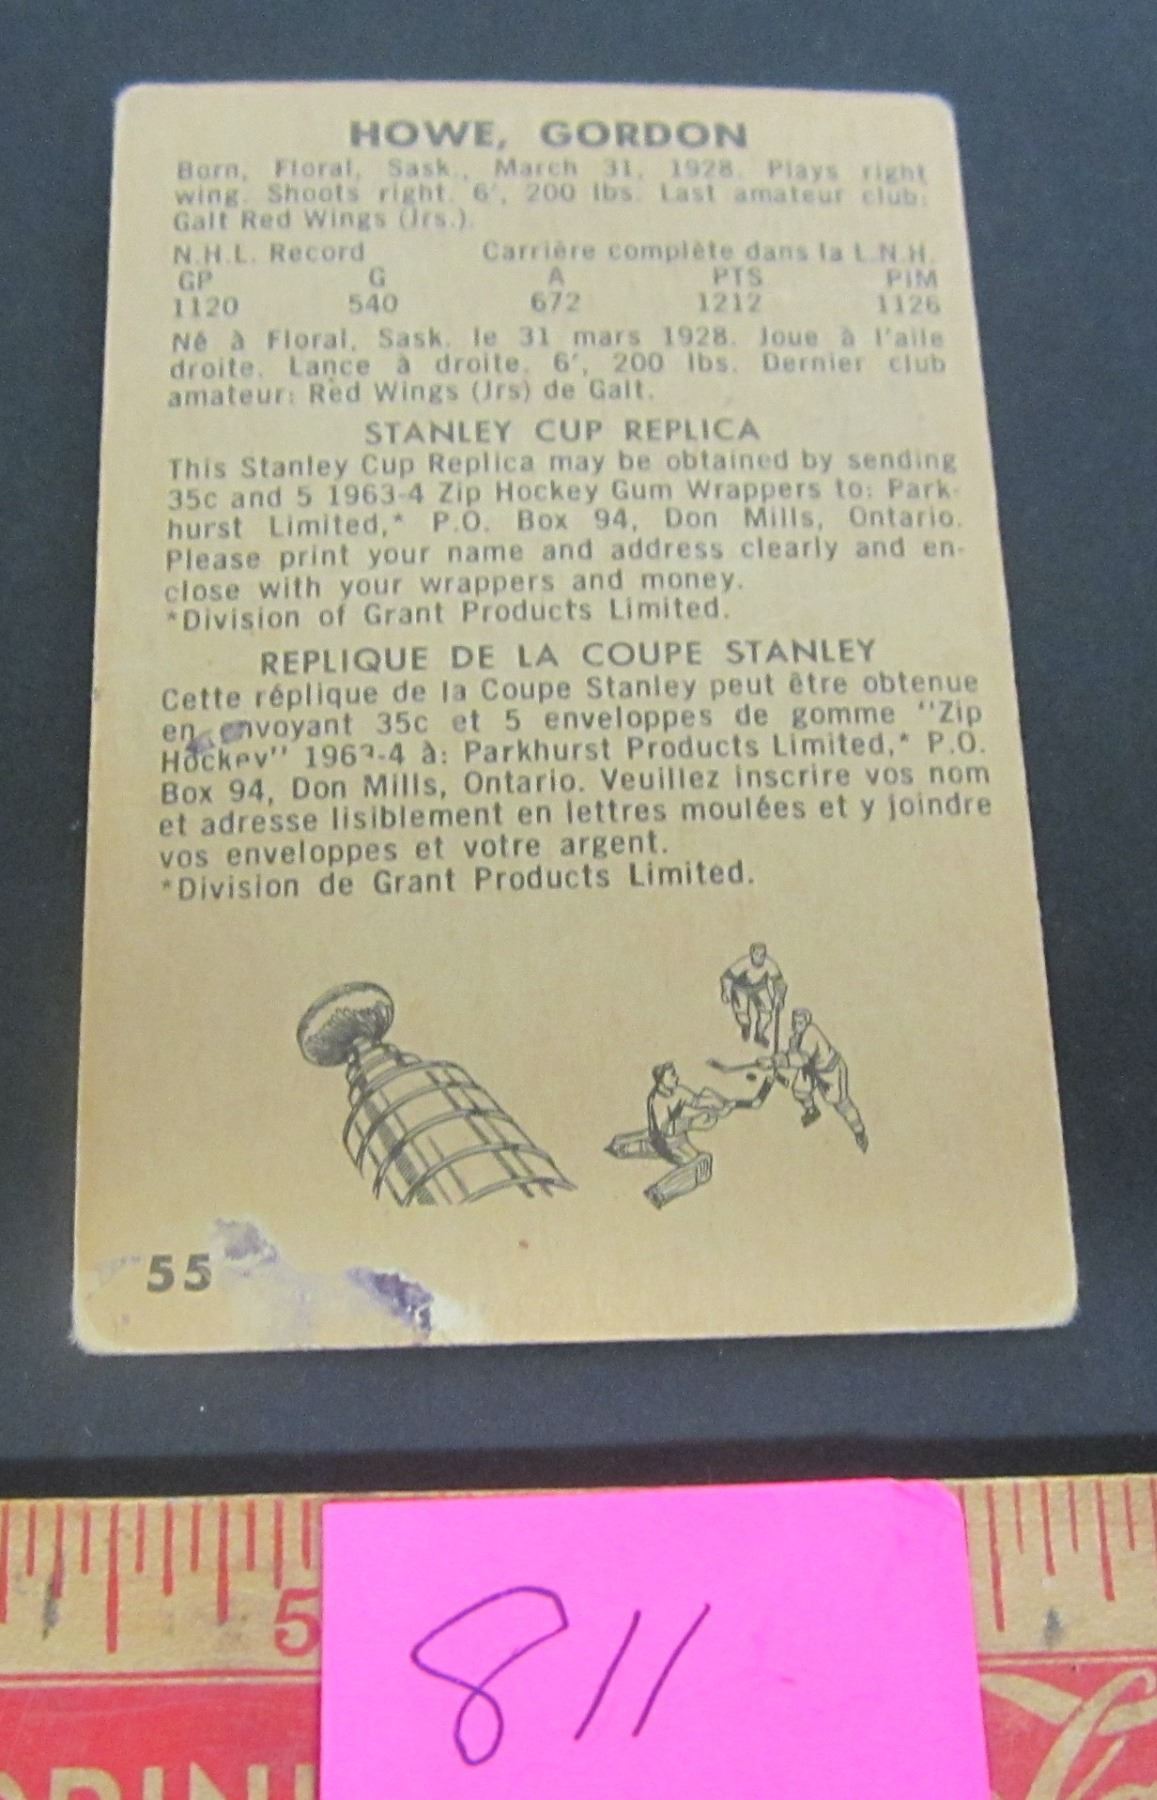 HOWE, GORDON
Born, Floral, Sask., March 31, 1928. Plays right
wing. Shoots right. 6', 200 lbs. Last amateur club:
Galt Red Wings (Jrs.).
N.H.L. Record Carrière complète dans la L.N.H.
GP G A PTS PIM
1120 540 672 1212 1126
Né à Floral, Sask. le 31 mars 1928. Joue à l'aile
droite. Lance à droite. 6', 200 lbs. Dernier club
amateur: Red Wings (Jrs) de Galt.
STANLEY CUP REPLICA
This Stanley Cup Replica may be obtained by sending
35c and 5 1963-4 Zip Hockey Gum Wrappers to: Park-
hurst Limited,* P.O. Box 94, Don Mills, Ontario.
Please print your name and address clearly and en-
close with your wrappers and money.
*Division of Grant Products Limited.
REPLIQUE DE LA COUPE STANLEY
Cette réplique de la Coupe Stanley peut être obtenue
en envoyant 35c et 5 enveloppes de gomme "Zip
Hockey" 1963-4 à: Parkhurst Products Limited,* P.O.
Box 94, Don Mills, Ontario. Veuillez inscrire vos nom
et adresse lisiblement en lettres moulées et y joindre
vos enveloppes et votre argent.
*Division de Grant Products Limited.
55
5
811